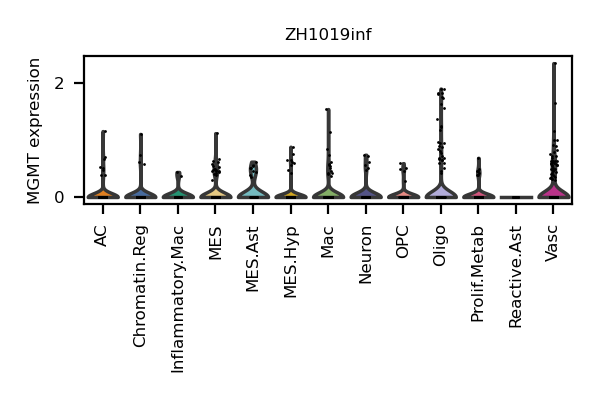 ZH1019inf
MGMT expression
2
0
AC
Chromatin.Reg
Inflammatory.Mac
MES
MES.Ast
MES.Hyp
Mac
Neuron
OPC
Oligo
Prolif.Metab
Reactive.Ast
Vasc